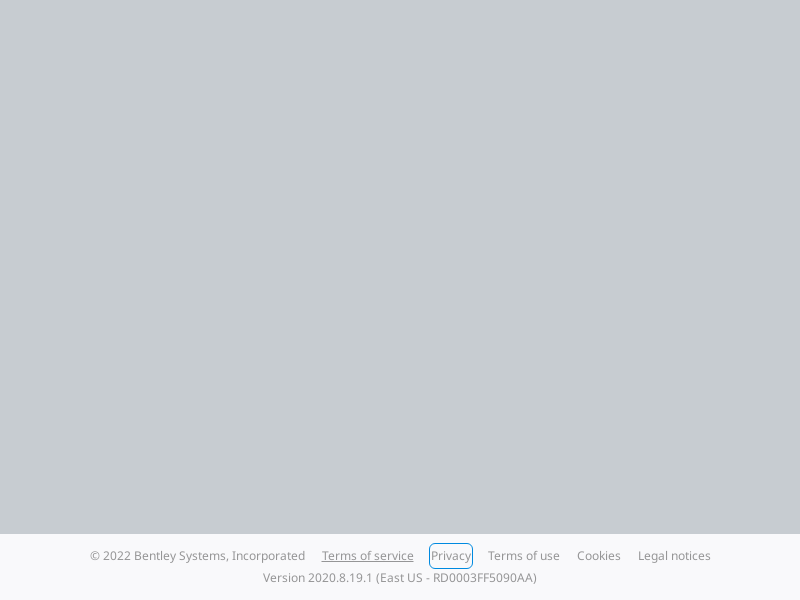 © 2022 Bentley Systems, Incorporated Terms of service Privacy Terms of use Cookies Legal notices
Version 2020.8.19.1 (East US - RD0003FF5090AA)